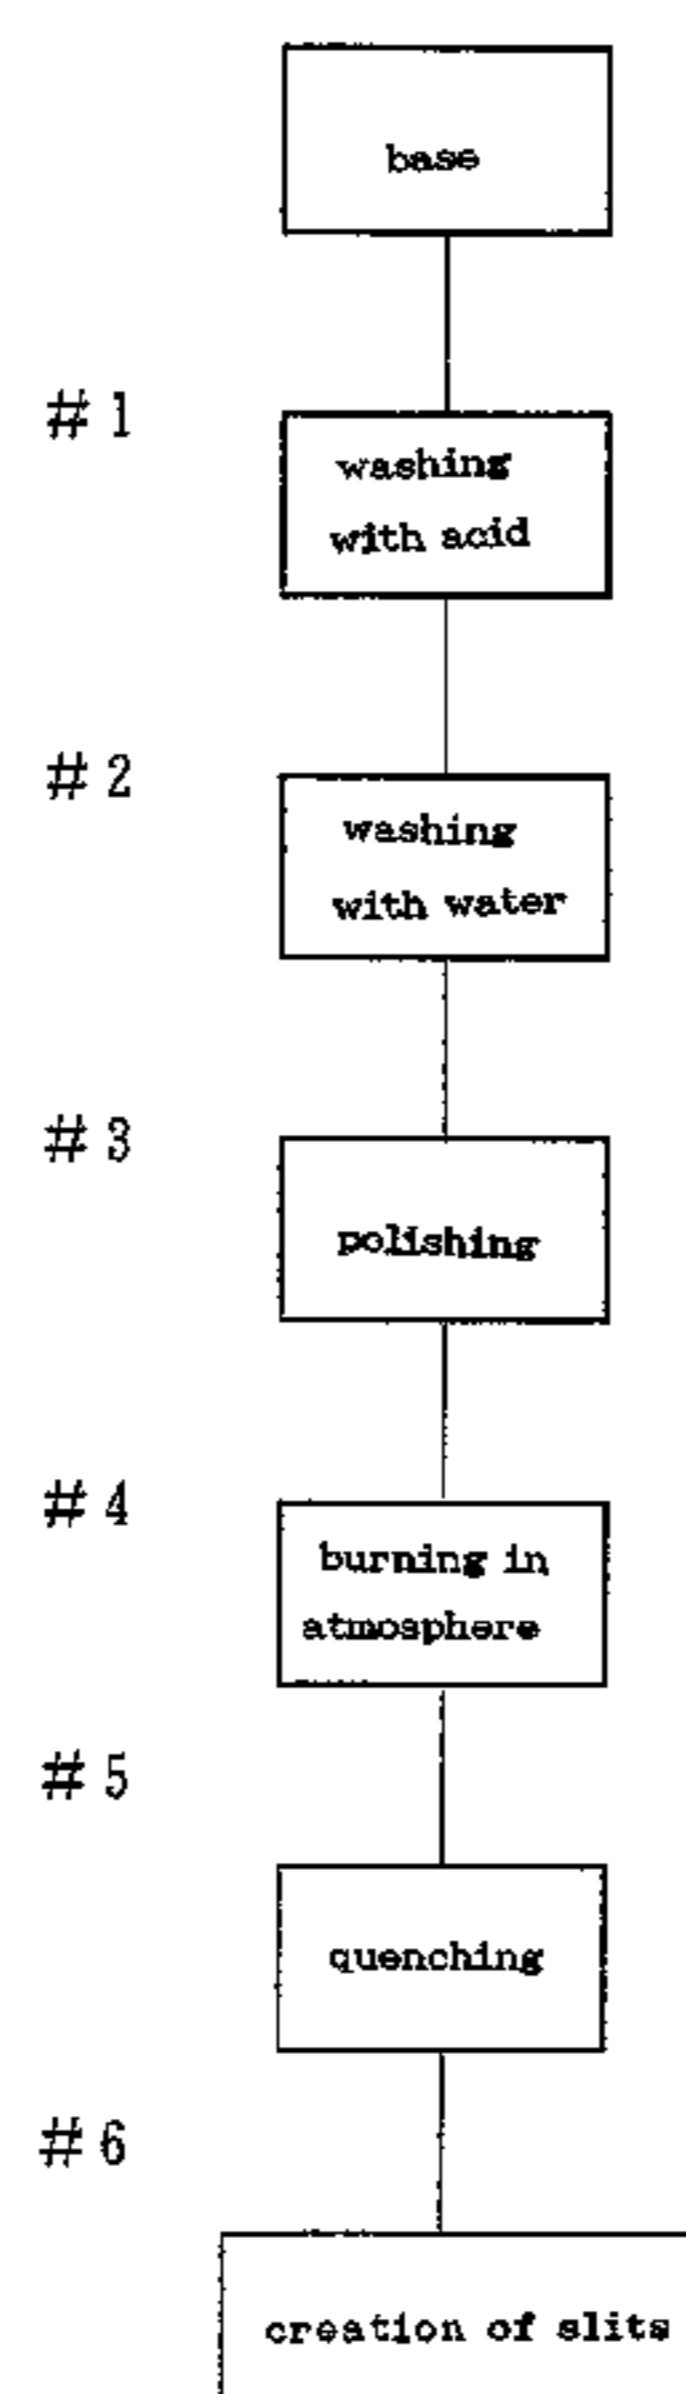 base
#1
washing
with acid
#2
washing
with water
#3
polishing
#4
burning in
atmosphere
#5
quenching
#6
creation of slits